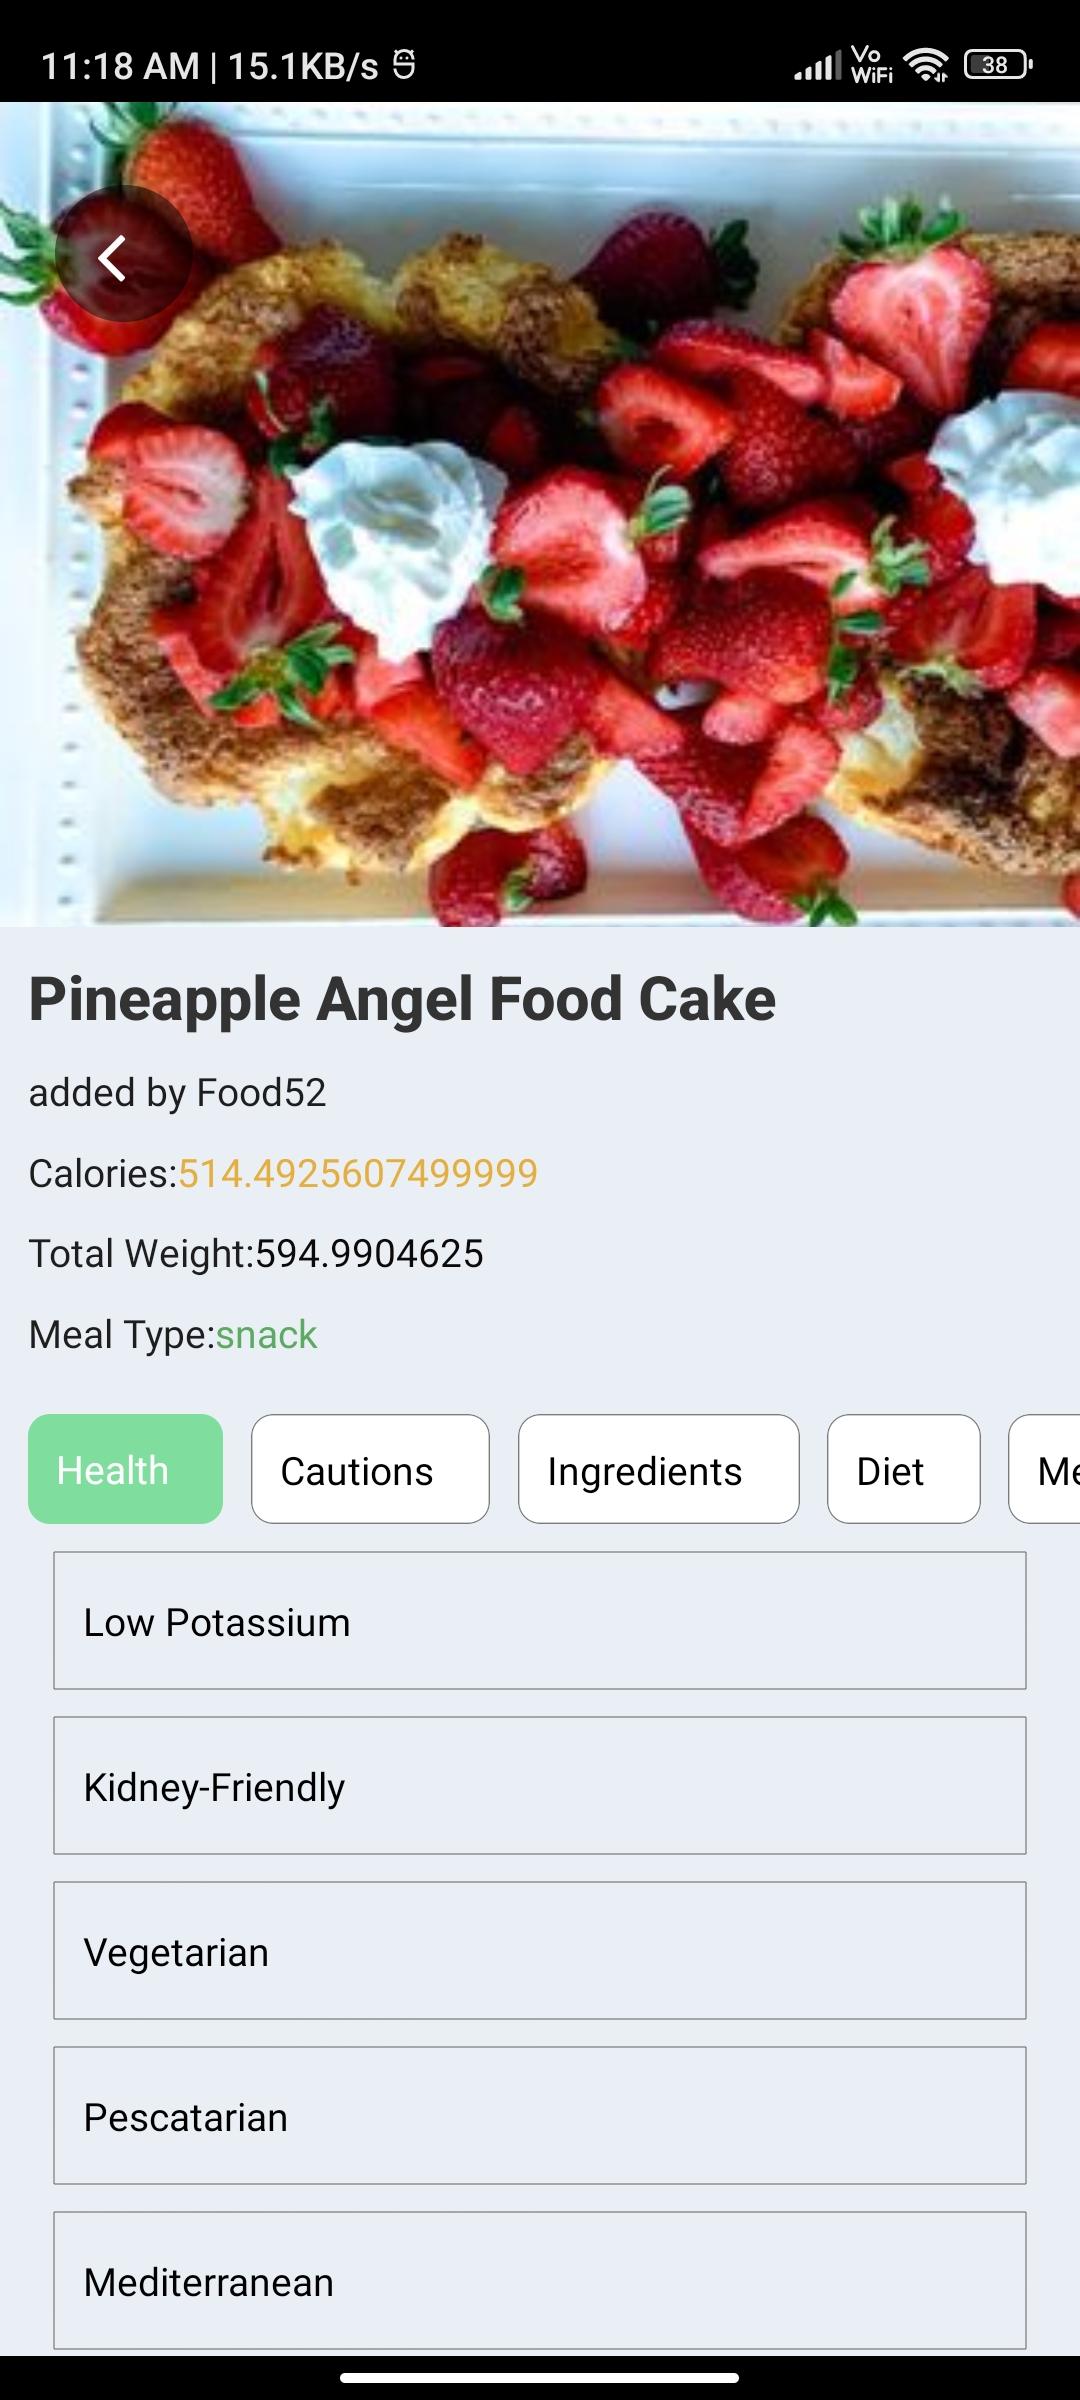 11:18 AM | 15.1KB/s
Vo
WiFi
38
Pineapple Angel Food Cake
added by Food52
Calories:514.4925607499999
Total Weight:594.9904625
Meal Type:snack
Health Cautions Ingredients Diet Me
Low Potassium
Kidney-Friendly
Vegetarian
Pescatarian
Mediterranean